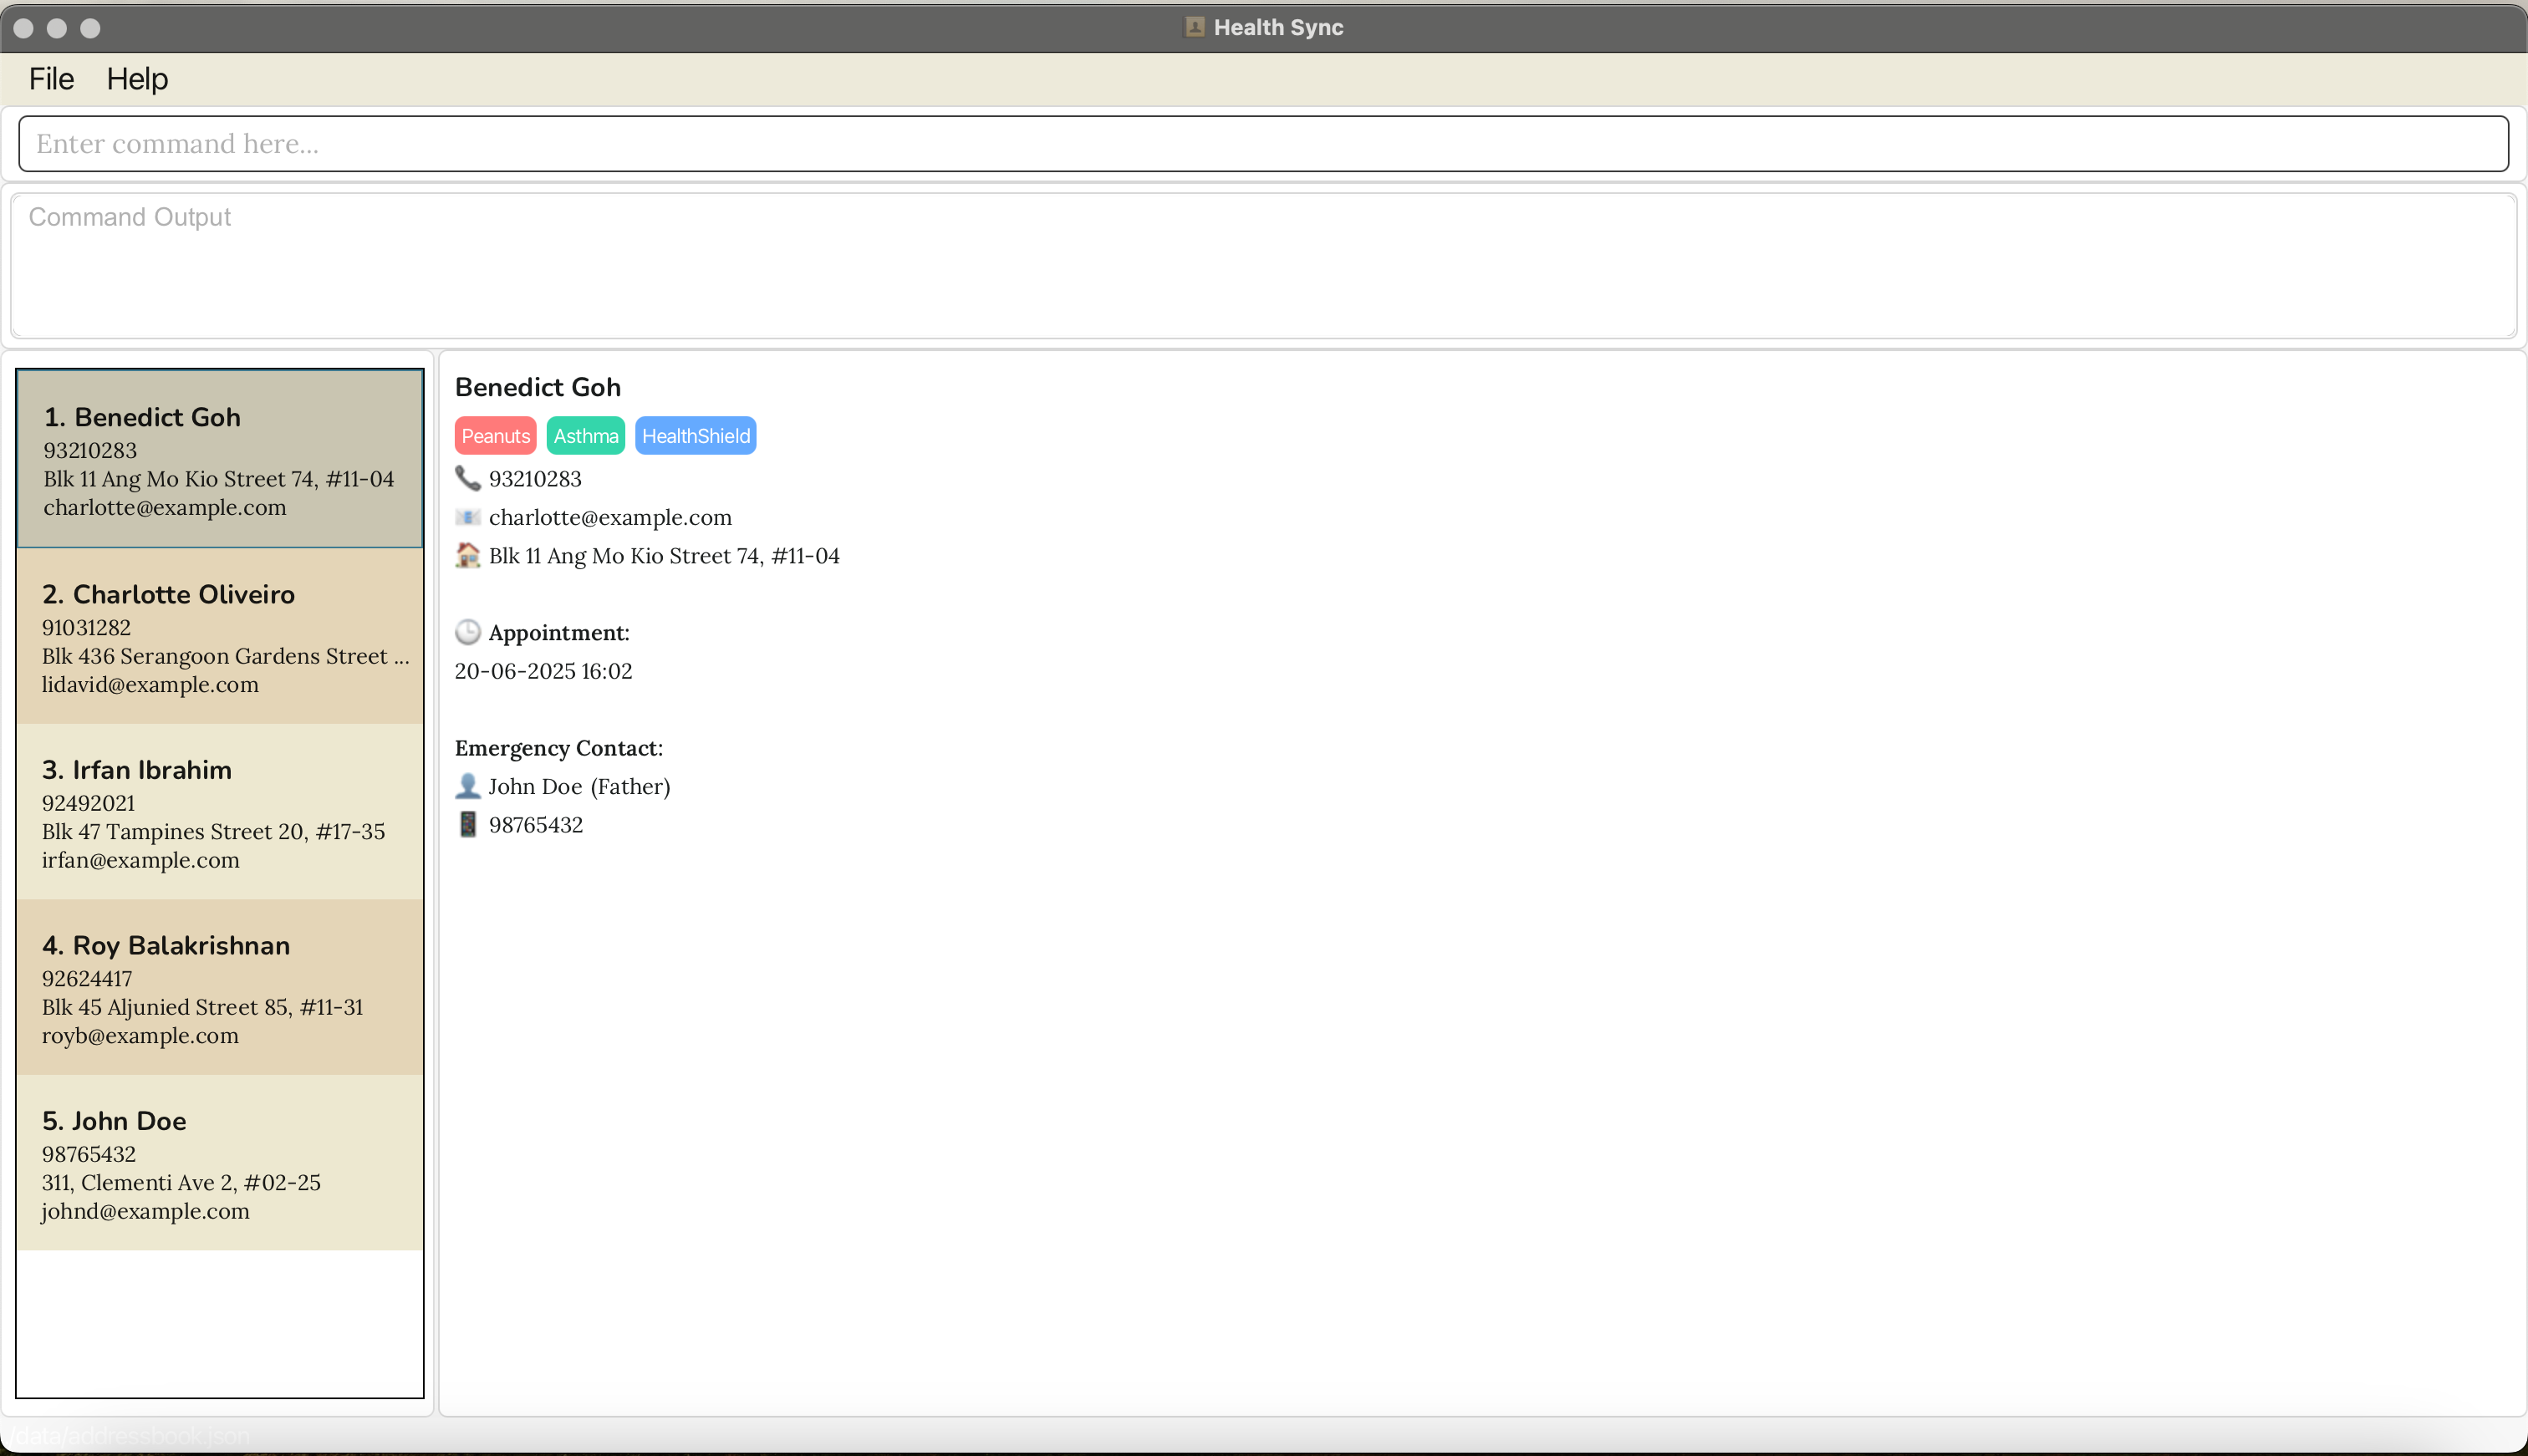 Health Sync
File Help
Enter command here...
Command Output
1. Benedict Goh
93210283
Blk 11 Ang Mo Kio Street 74, #11-04
charlotte@example.com
2. Charlotte Oliveiro
91031282
Blk 436 Serangoon Gardens Street ...
lidavid@example.com
3. Irfan Ibrahim
92492021
Blk 47 Tampines Street 20, #17-35
irfan@example.com
4. Roy Balakrishnan
92624417
Blk 45 Aljunied Street 85, #11-31
royb@example.com
5. John Doe
98765432
311, Clementi Ave 2, #02-25
johnd@example.com
Benedict Goh
Peanuts Asthma HealthShield
93210283
charlotte@example.com
Blk 11 Ang Mo Kio Street 74, #11-04
Appointment:
20-06-2025 16:02
Emergency Contact:
John Doe (Father)
98765432
/data/addressbook.json